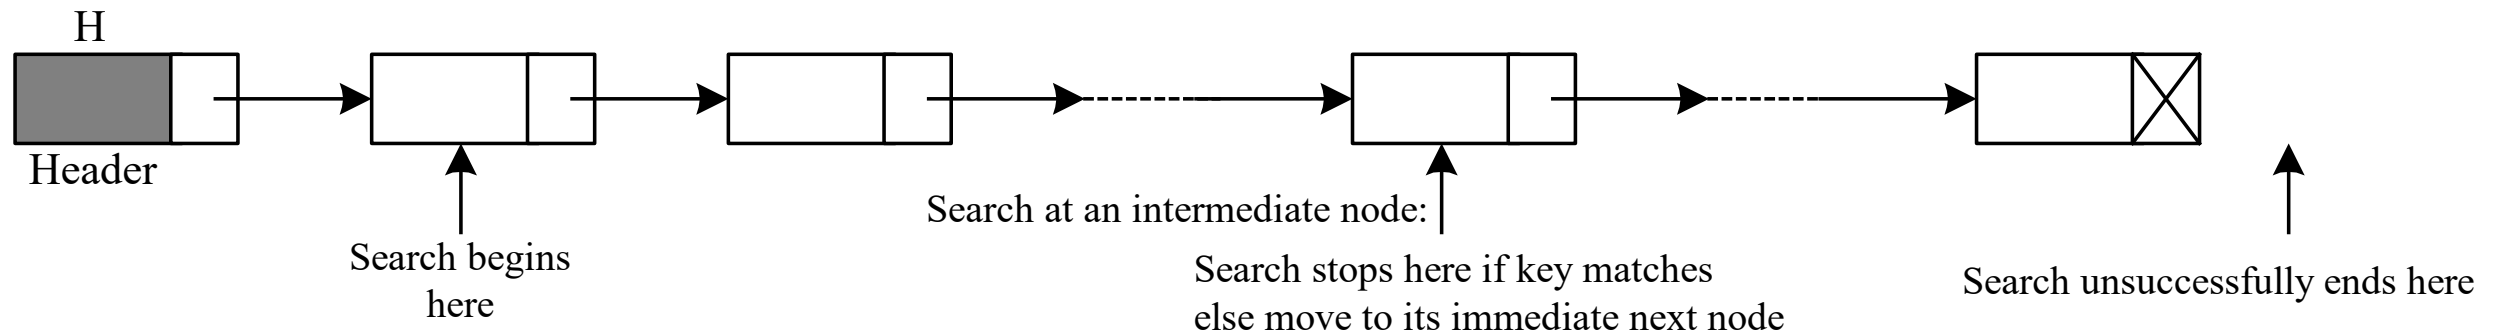 H
Header
Search begins
here
Search at an intermediate node:
Search stops here if key matches
else move to its immediate next node
Search unsuccessfully ends here